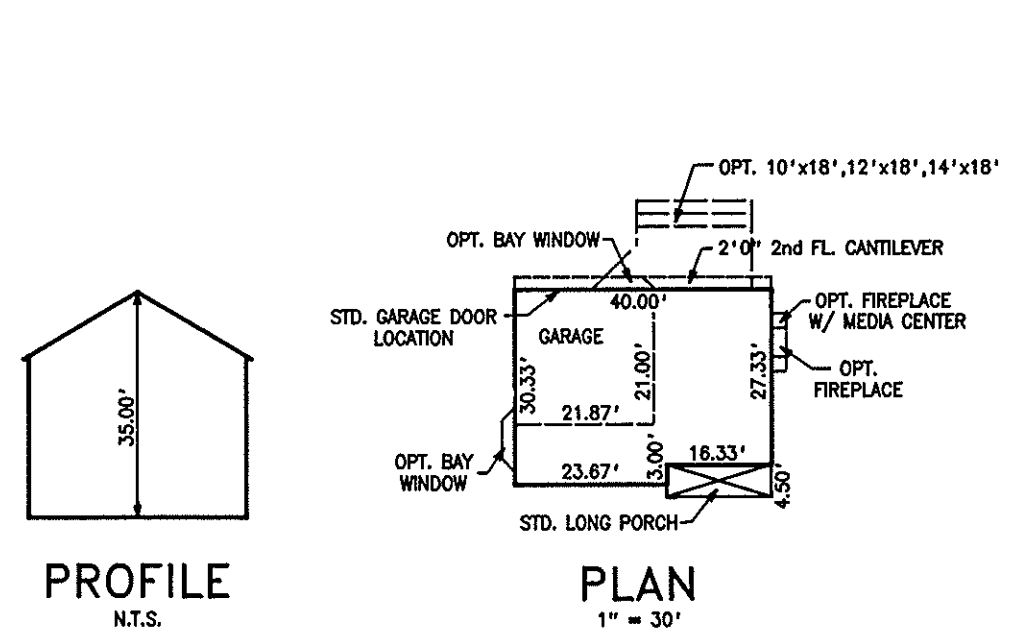 OPT. 10'x18',12'x18',14'x18'
OPT. BAY WINDOW
2'0" 2nd FL. CANTILEVER
40.00'
STD. GARAGE DOOR
LOCATION
GARAGE
OPT. FIREPLACE
W/ MEDIA CENTER
OPT.
FIREPLACE
30.33'
21.00'
27.33'
21.87'
35.00'
OPT. BAY
WINDOW
23.67'
3.00'
16.33'
4.50'
STD. LONG PORCH
PROFILE
N.T.S.
PLAN
1" = 30'